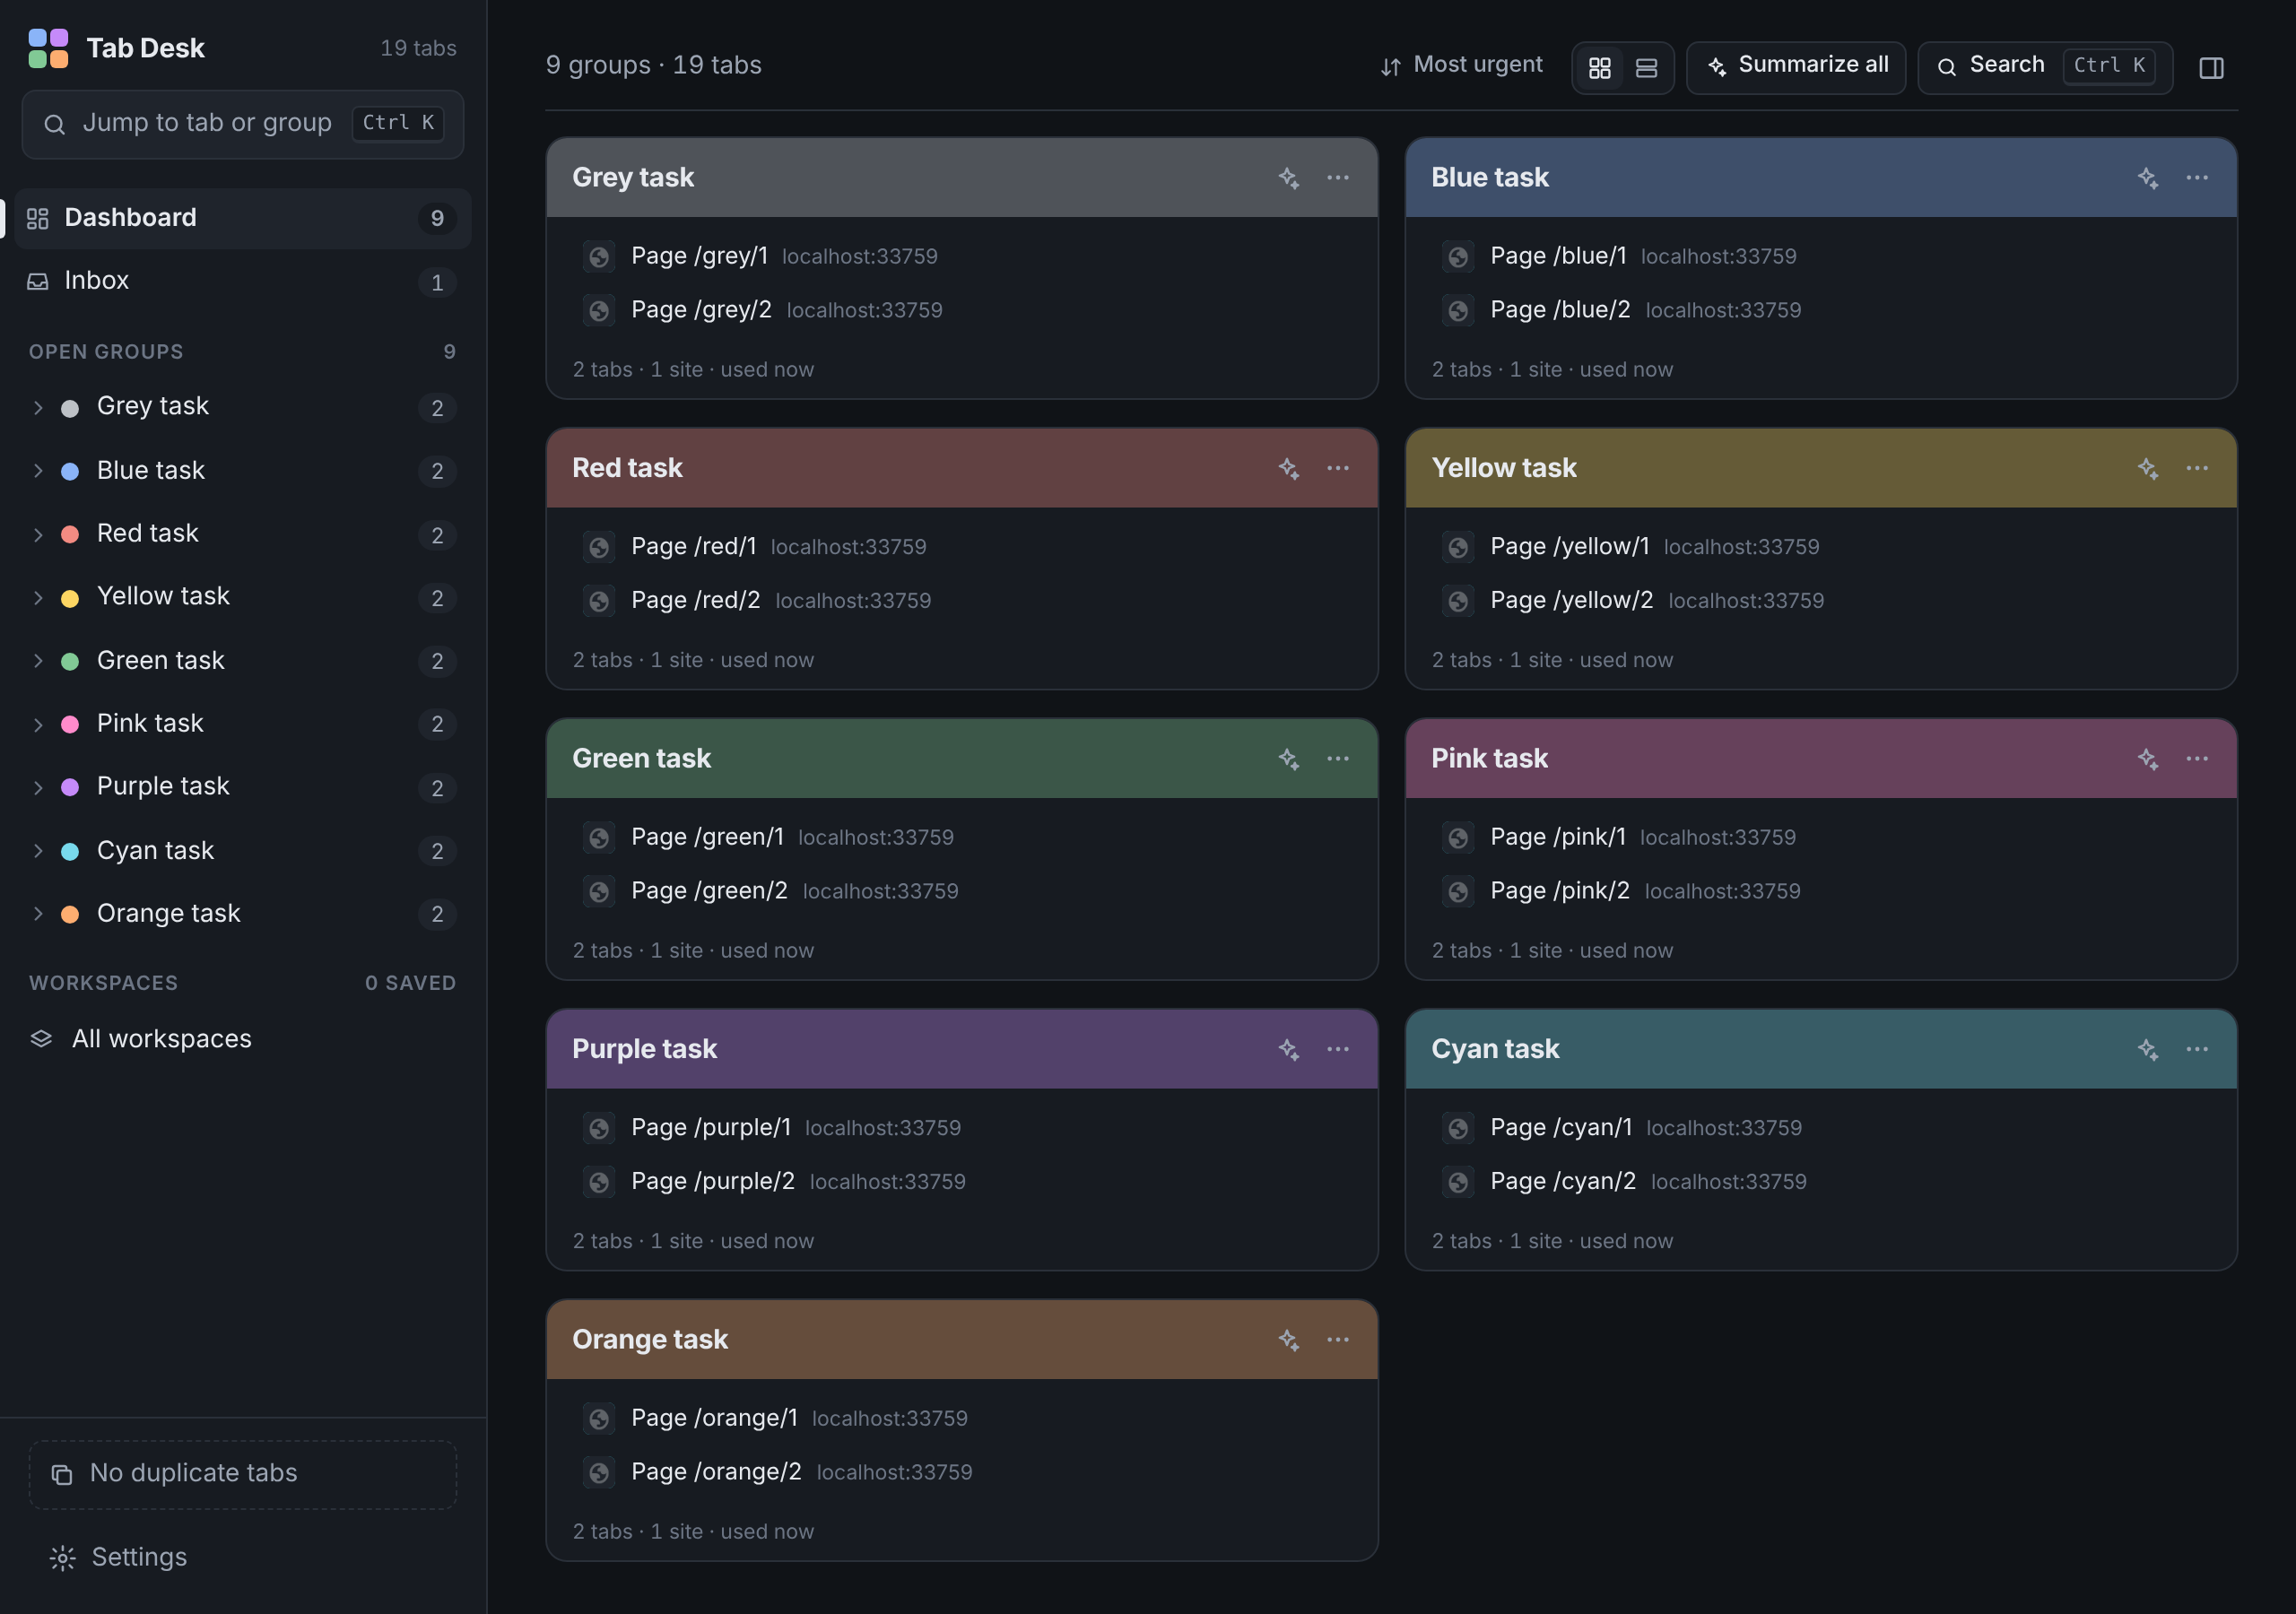 Tab Desk 19 tabs
Jump to tab or group Ctrl K
Dashboard 9
Inbox 1
OPEN GROUPS 9
Grey task 2
Blue task 2
Red task 2
Yellow task 2
Green task 2
Pink task 2
Purple task 2
Cyan task 2
Orange task 2
WORKSPACES 0 SAVED
All workspaces
No duplicate tabs
Settings
9 groups · 19 tabs Most urgent Summarize all Search Ctrl K
Grey task
Page /grey/1 localhost:33759
Page /grey/2 localhost:33759
2 tabs · 1 site · used now
Blue task
Page /blue/1 localhost:33759
Page /blue/2 localhost:33759
2 tabs · 1 site · used now
Red task
Page /red/1 localhost:33759
Page /red/2 localhost:33759
2 tabs · 1 site · used now
Yellow task
Page /yellow/1 localhost:33759
Page /yellow/2 localhost:33759
2 tabs · 1 site · used now
Green task
Page /green/1 localhost:33759
Page /green/2 localhost:33759
2 tabs · 1 site · used now
Pink task
Page /pink/1 localhost:33759
Page /pink/2 localhost:33759
2 tabs · 1 site · used now
Purple task
Page /purple/1 localhost:33759
Page /purple/2 localhost:33759
2 tabs · 1 site · used now
Cyan task
Page /cyan/1 localhost:33759
Page /cyan/2 localhost:33759
2 tabs · 1 site · used now
Orange task
Page /orange/1 localhost:33759
Page /orange/2 localhost:33759
2 tabs · 1 site · used now